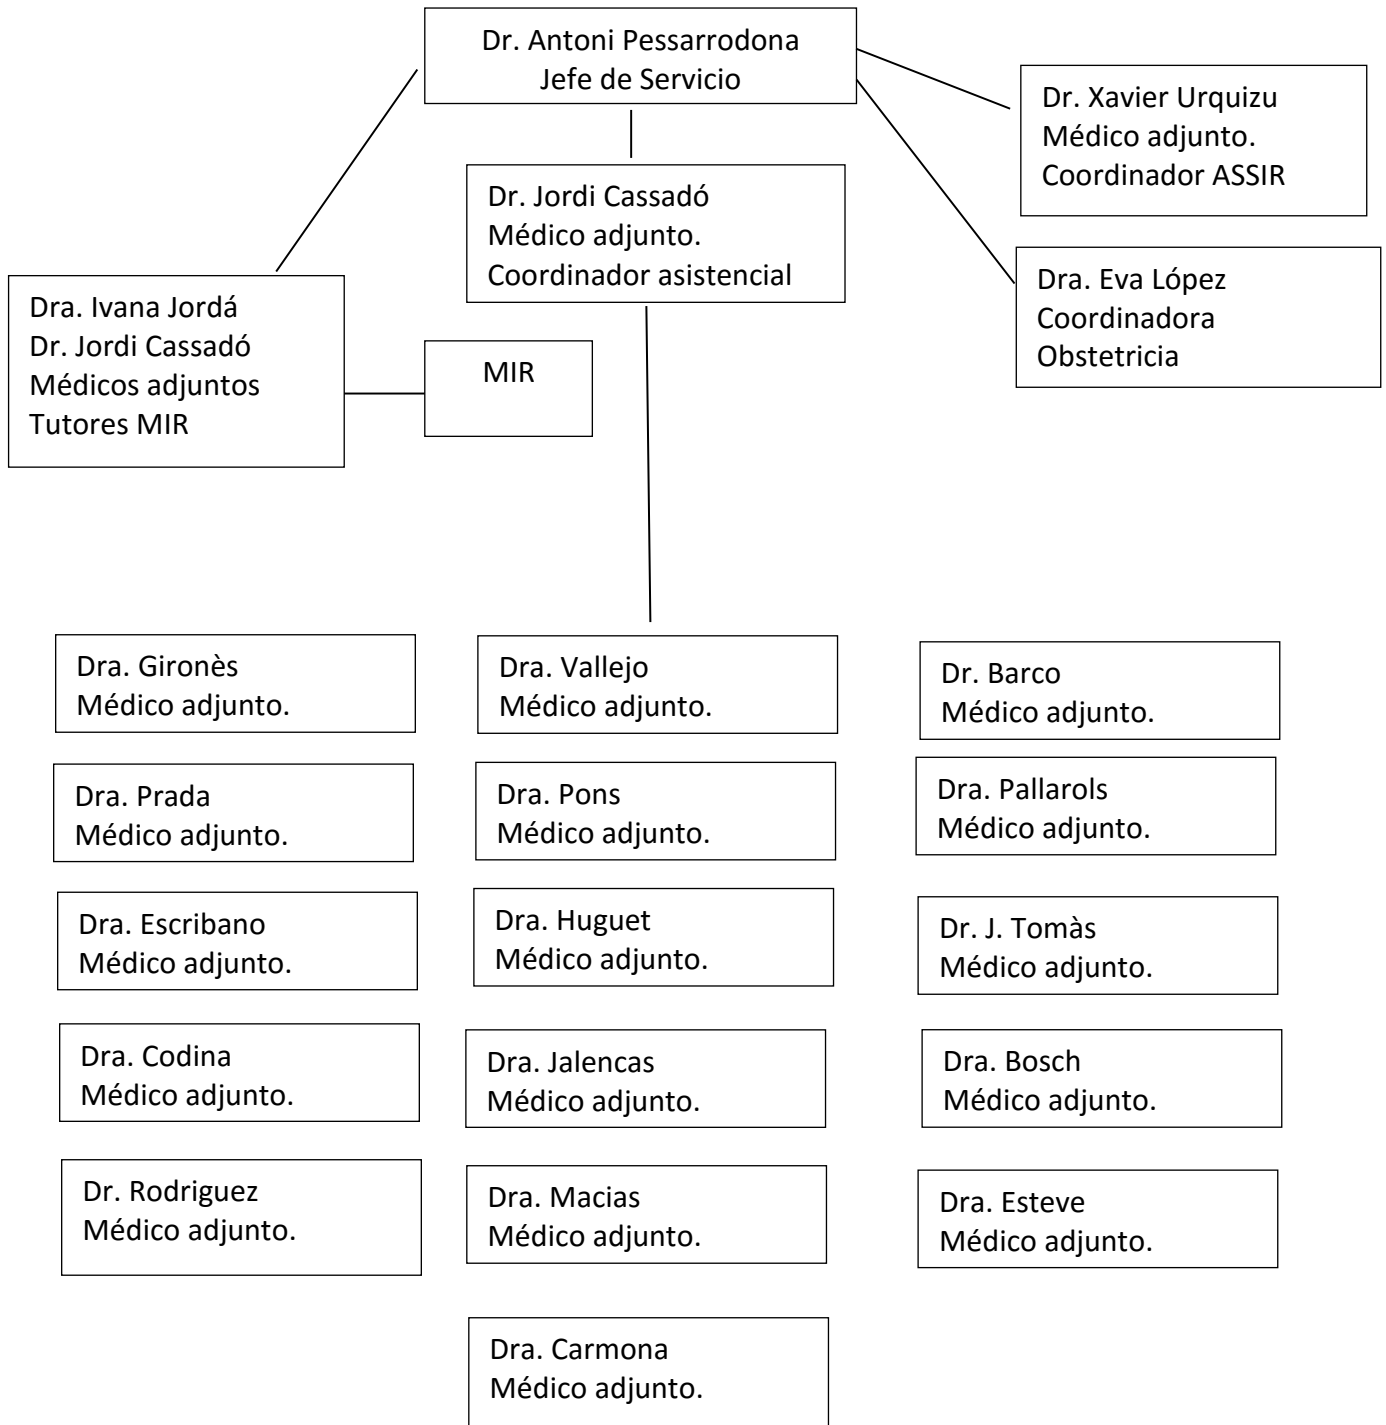 Dr. Antoni Pessarrodona
Jefe de Servicio
Dr. Xavier Urquizu
Médico adjunto.
Coordinador ASSIR
Dr. Jordi Cassadó
Médico adjunto.
Coordinador asistencial
Dra. Eva López
Coordinadora
Obstetricia
Dra. Ivana Jordá
Dr. Jordi Cassadó
Médicos adjuntos
Tutores MIR
MIR
Dra. Gironès
Médico adjunto.
Dra. Vallejo
Médico adjunto.
Dr. Barco
Médico adjunto.
Dra. Prada
Médico adjunto.
Dra. Pons
Médico adjunto.
Dra. Pallarols
Médico adjunto.
Dra. Escribano
Médico adjunto.
Dra. Huguet
Médico adjunto.
Dr. J. Tomàs
Médico adjunto.
Dra. Codina
Médico adjunto.
Dra. Jalencas
Médico adjunto.
Dra. Bosch
Médico adjunto.
Dr. Rodriguez
Médico adjunto.
Dra. Macias
Médico adjunto.
Dra. Esteve
Médico adjunto.
Dra. Carmona
Médico adjunto.